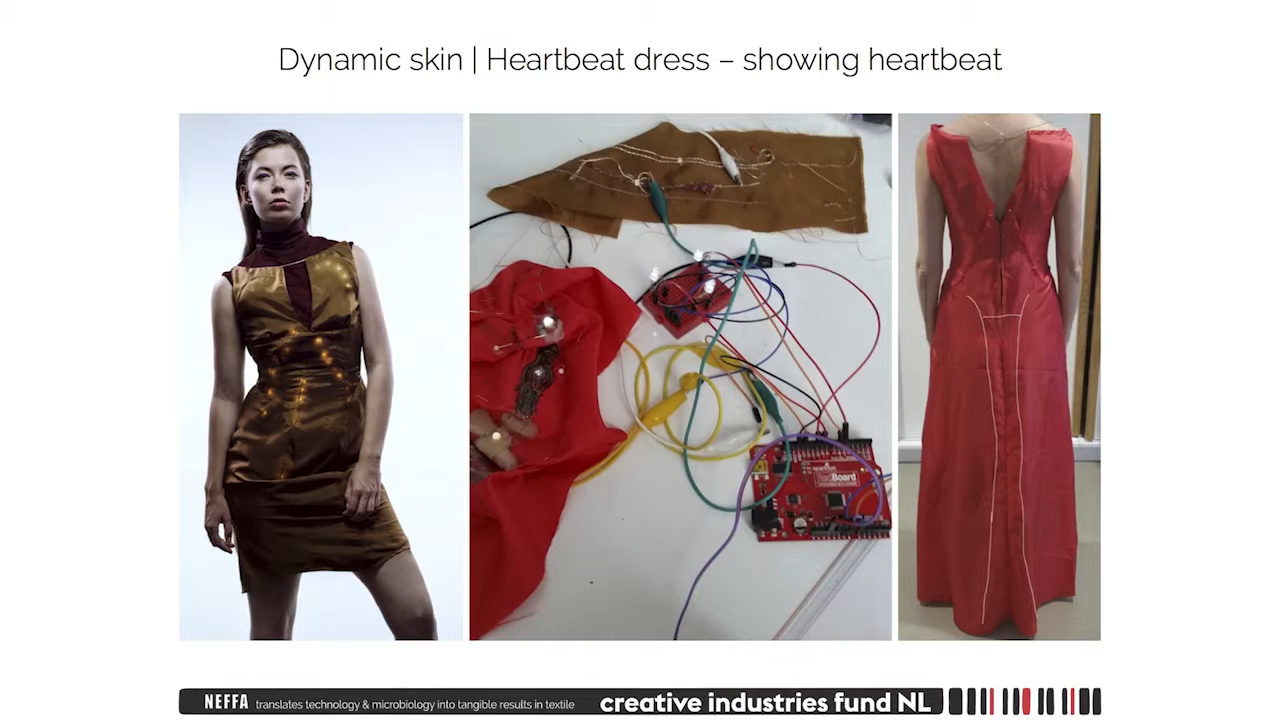 Dynamic skin | Heartbeat dress – showing heartbeat
RedBoard
NEFFA translates technology & microbiology into tangible results in textile creative industries fund NL